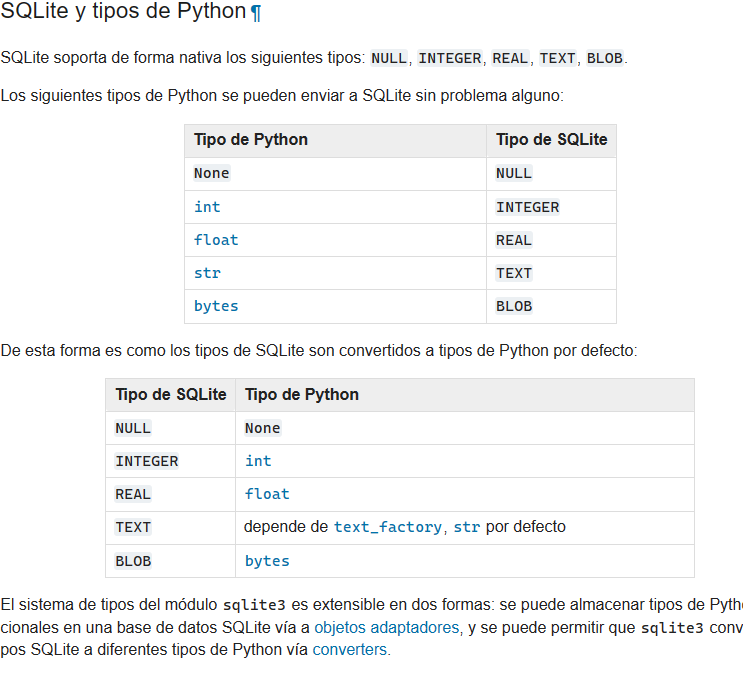 SQLite y tipos de Python¶
SQLite soporta de forma nativa los siguientes tipos: NULL, INTEGER, REAL, TEXT, BLOB.
Los siguientes tipos de Python se pueden enviar a SQLite sin problema alguno:
Tipo de Python Tipo de SQLite
None NULL
int INTEGER
float REAL
str TEXT
bytes BLOB
De esta forma es como los tipos de SQLite son convertidos a tipos de Python por defecto:
Tipo de SQLite Tipo de Python
NULL None
INTEGER int
REAL float
TEXT depende de text_factory, str por defecto
BLOB bytes
El sistema de tipos del módulo sqlite3 es extensible en dos formas: se puede almacenar tipos de Pyth
cionales en una base de datos SQLite vía a objetos adaptadores, y se puede permitir que sqlite3 conv
pos SQLite a diferentes tipos de Python vía converters.